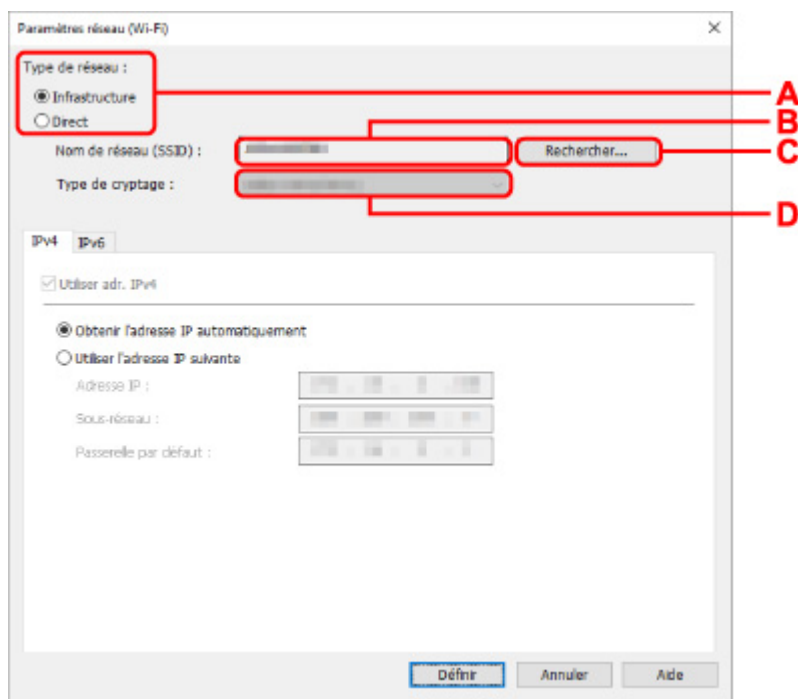 Paramètres réseau (Wi-Fi)
Type de réseau :
Infrastructure
Direct
A
B
Nom de réseau (SSID) :
Rechercher...
C
Type de cryptage :
D
IPv4 IPv6
Utiliser adr. IPv4
Obtenir l'adresse IP automatiquement
Utiliser l'adresse IP suivante
Adresse IP :
Sous-réseau :
Passerelle par défaut :
Définir Annuler Aide